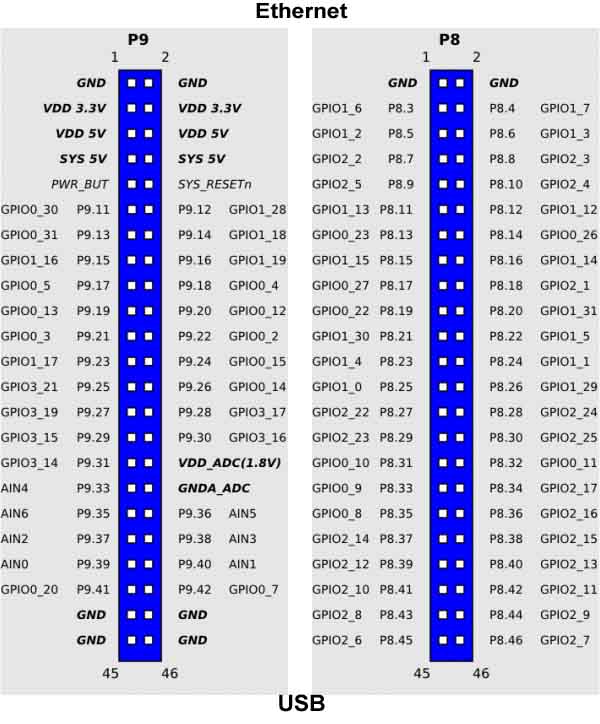 Ethernet
P9 P8
1 2 1 2
GND GND GND GND
VDD 3.3V VDD 3.3V GPIO1_6 P8.3 P8.4 GPIO1_7
VDD 5V VDD 5V GPIO1_2 P8.5 P8.6 GPIO1_3
SYS 5V SYS 5V GPIO2_2 P8.7 P8.8 GPIO2_3
PWR_BUT SYS_RESETn GPIO2_5 P8.9 P8.10 GPIO2_4
GPIO0_30 P9.11 P9.12 GPIO1_28 GPIO1_13 P8.11 P8.12 GPIO1_12
GPIO0_31 P9.13 P9.14 GPIO1_18 GPIO0_23 P8.13 P8.14 GPIO0_26
GPIO1_16 P9.15 P9.16 GPIO1_19 GPIO1_15 P8.15 P8.16 GPIO1_14
GPIO0_5 P9.17 P9.18 GPIO0_4 GPIO0_27 P8.17 P8.18 GPIO2_1
GPIO0_13 P9.19 P9.20 GPIO0_12 GPIO0_22 P8.19 P8.20 GPIO1_31
GPIO0_3 P9.21 P9.22 GPIO0_2 GPIO1_30 P8.21 P8.22 GPIO1_5
GPIO1_17 P9.23 P9.24 GPIO0_15 GPIO1_4 P8.23 P8.24 GPIO1_1
GPIO3_21 P9.25 P9.26 GPIO0_14 GPIO1_0 P8.25 P8.26 GPIO1_29
GPIO3_19 P9.27 P9.28 GPIO3_17 GPIO2_22 P8.27 P8.28 GPIO2_24
GPIO3_15 P9.29 P9.30 GPIO3_16 GPIO2_23 P8.29 P8.30 GPIO2_25
GPIO3_14 P9.31 VDD_ADC(1.8V) GPIO0_10 P8.31 P8.32 GPIO0_11
AIN4 P9.33 GNDA_ADC GPIO0_9 P8.33 P8.34 GPIO2_17
AIN6 P9.35 P9.36 AIN5 GPIO0_8 P8.35 P8.36 GPIO2_16
AIN2 P9.37 P9.38 AIN3 GPIO2_14 P8.37 P8.38 GPIO2_15
AIN0 P9.39 P9.40 AIN1 GPIO2_12 P8.39 P8.40 GPIO2_13
GPIO0_20 P9.41 P9.42 GPIO0_7 GPIO2_10 P8.41 P8.42 GPIO2_11
GND GND GPIO2_8 P8.43 P8.44 GPIO2_9
GND GND GPIO2_6 P8.45 P8.46 GPIO2_7
45 46 45 46
USB